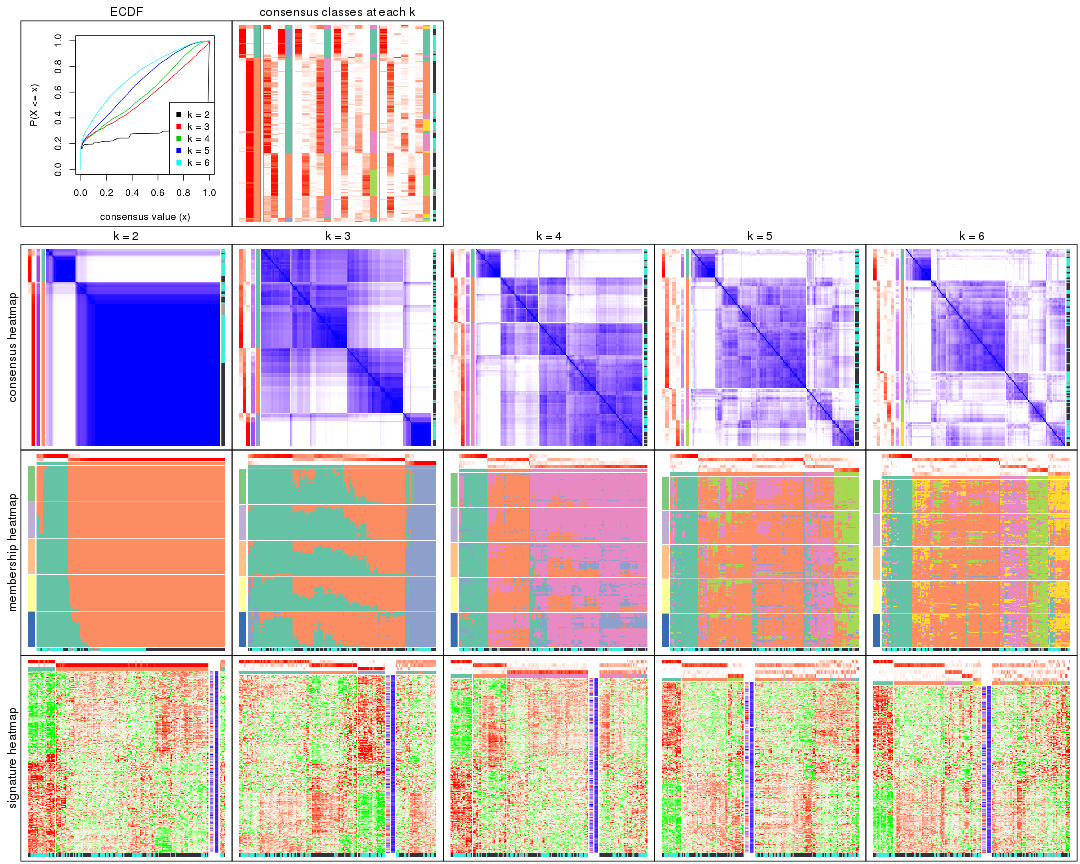 ECDF
consensus classes at each k
P(X <= x)
0.0 0.2 0.4 0.6 0.8 1.0
k = 2
k = 3
k = 4
k = 5
k = 6
0.0 0.2 0.4 0.6 0.8 1.0
consensus value (x)
k = 2 k = 3 k = 4 k = 5 k = 6
consensus heatmap
membership heatmap
signature heatmap